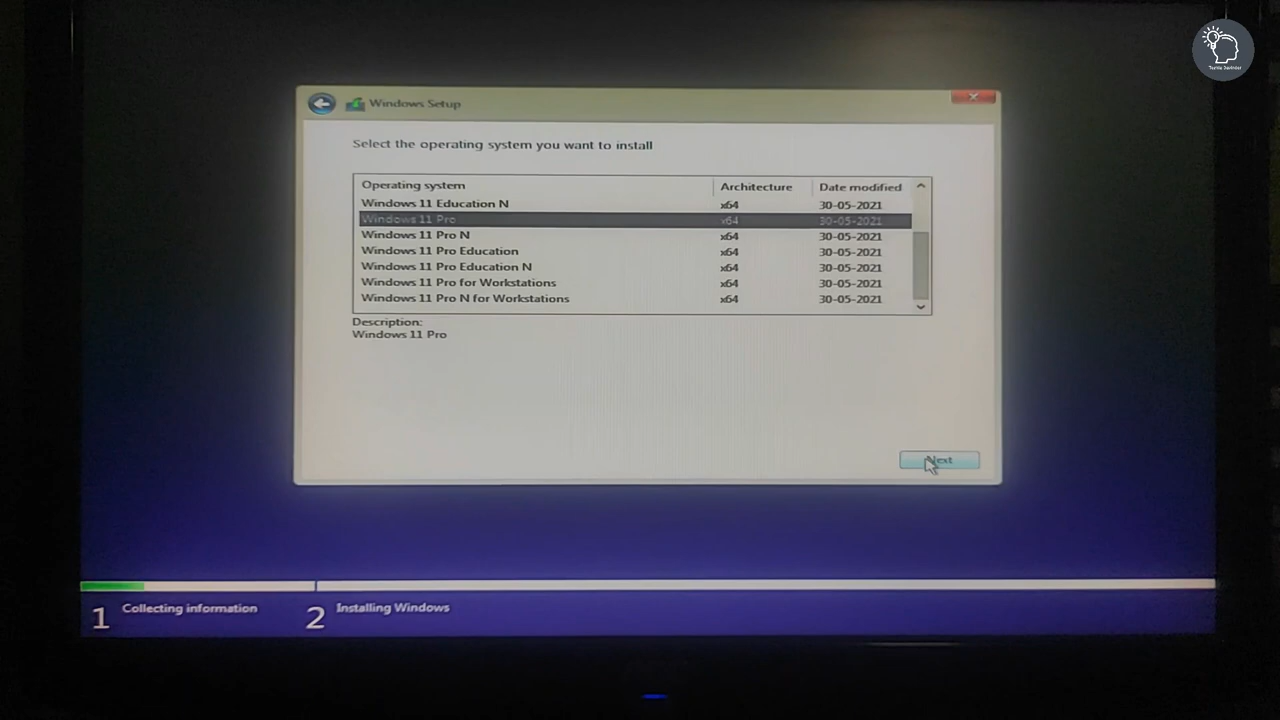 Windows Setup
Select the operating system you want to install
Operating system Architecture Date modified
Windows 11 Education N x64 30-05-2021
Windows 11 Pro x64 30-05-2021
Windows 11 Pro N x64 30-05-2021
Windows 11 Pro Education x64 30-05-2021
Windows 11 Pro Education N x64 30-05-2021
Windows 11 Pro for Workstations x64 30-05-2021
Windows 11 Pro N for Workstations x64 30-05-2021
Description:
Windows 11 Pro
Next
1 Collecting information 2 Installing Windows